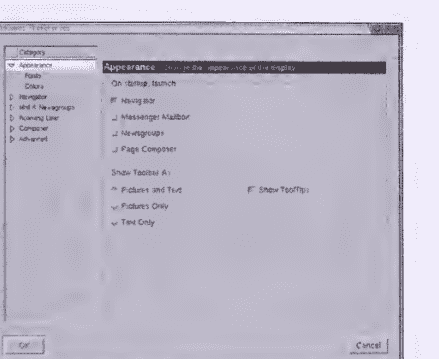 Category
Appearance
Fonts
Colors
Navigator
Mail & Newsgroups
Roaming User
Composer
Advanced
Appearance Change the appearance of the display
On startup, launch
Navigator
Messenger Mailbox
Newsgroups
Page Composer
Show Toolbar As
Pictures and Text
Show ToolTips
Pictures Only
Text Only
OK
Cancel